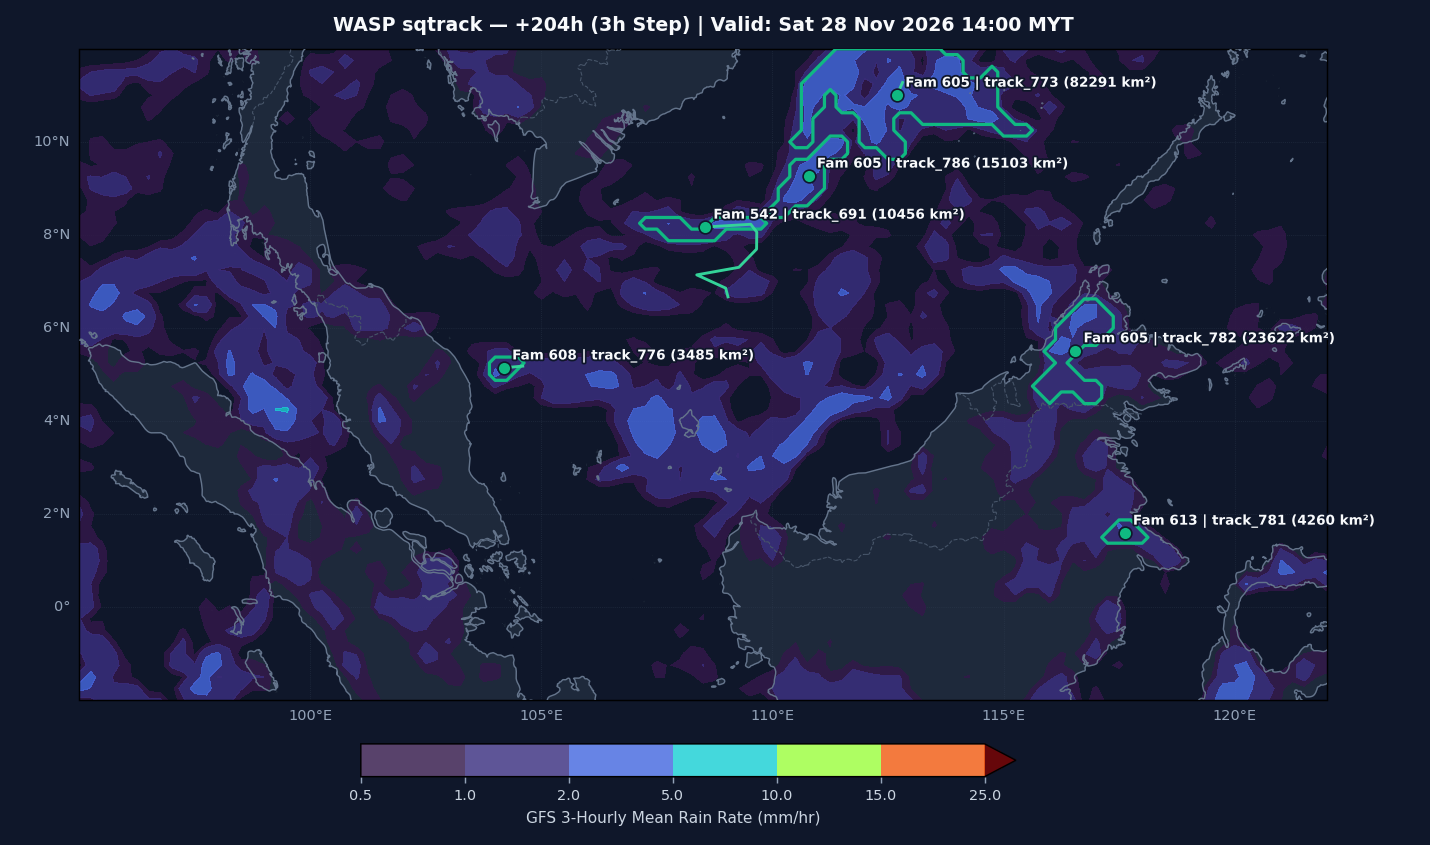 WASP sqtrack — +204h (3h Step) | Valid: Sat 28 Nov 2026 14:00 MYT
Fam 605 | track_773 (82291 km²)
10°N
Fam 605 | track_786 (15103 km²)
Fam 542 | track_691 (10456 km²)
8°N
6°N
Fam 605 | track_782 (23622 km²)
Fam 608 | track_776 (3485 km²)
4°N
2°N
Fam 613 | track_781 (4260 km²)
0°
100°E 105°E 110°E 115°E 120°E
0.5 1.0 2.0 5.0 10.0 15.0 25.0
GFS 3-Hourly Mean Rain Rate (mm/hr)